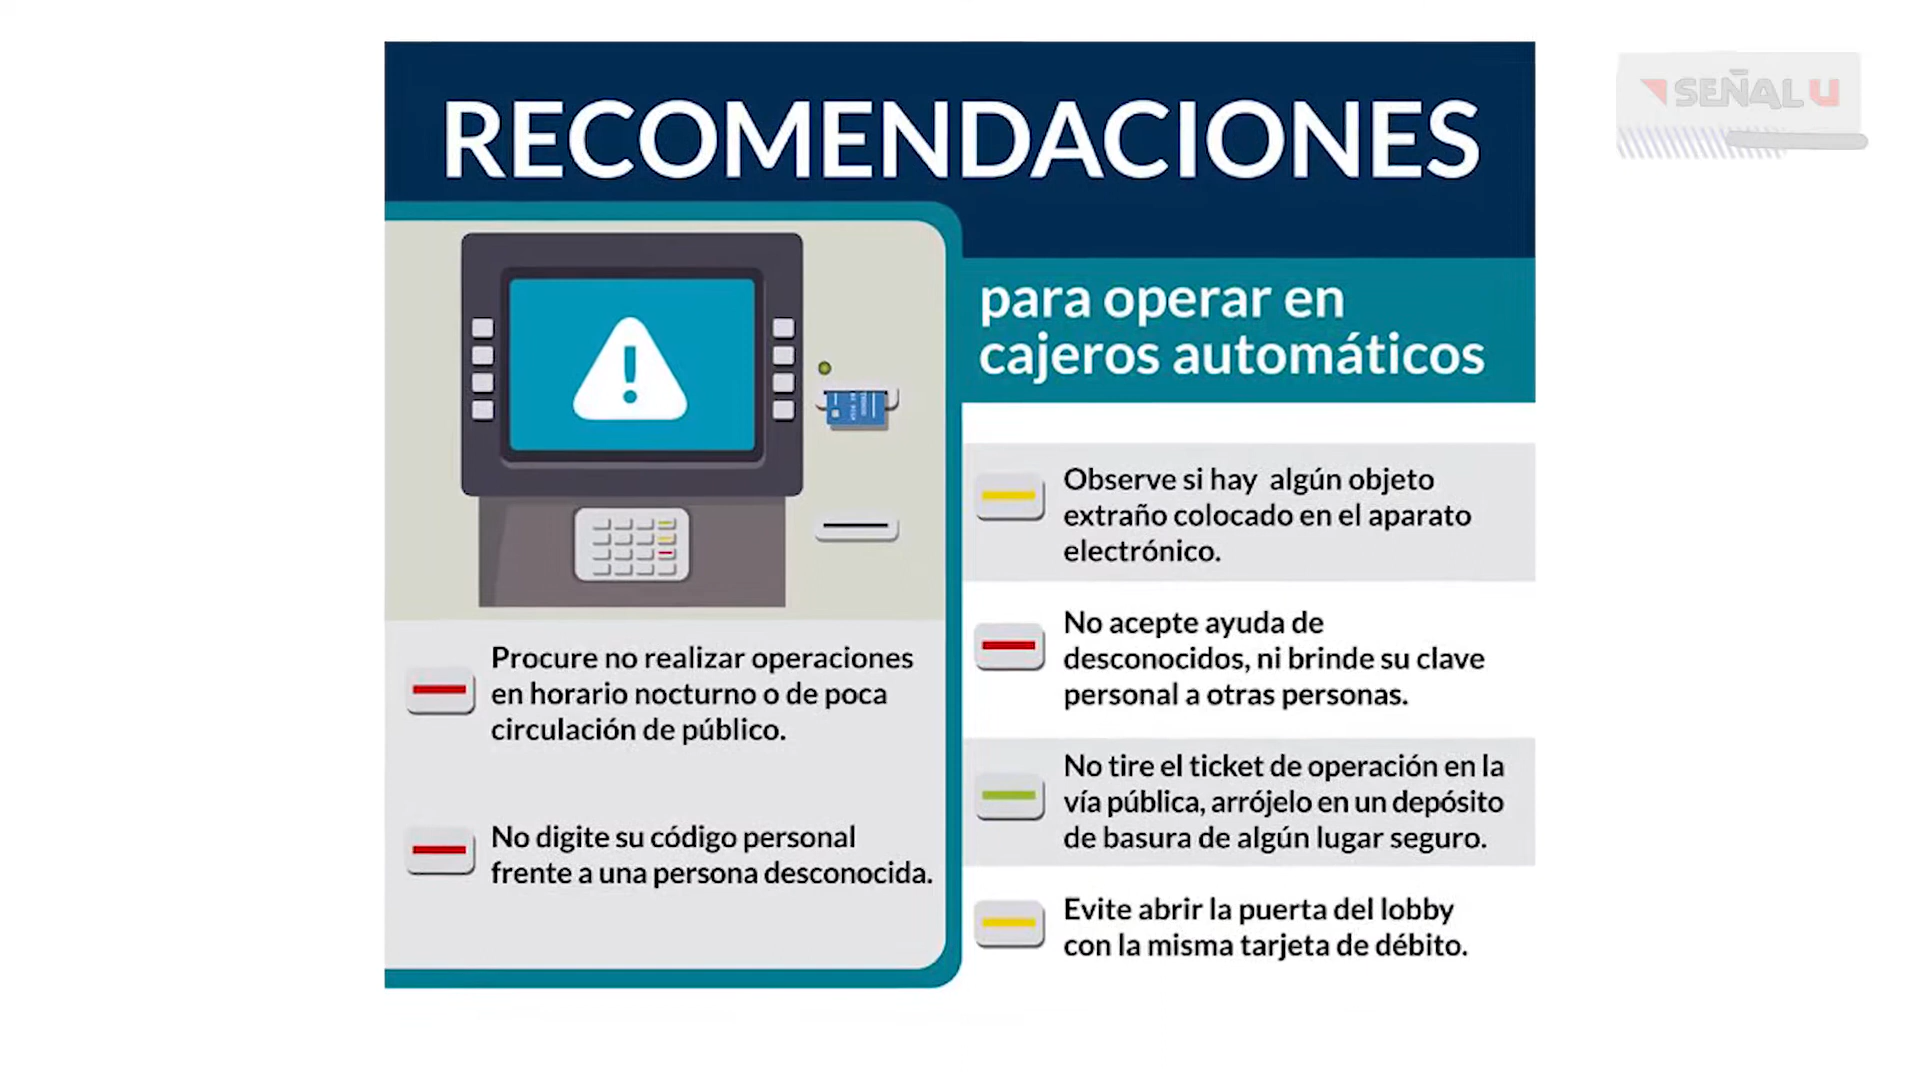 SEÑAL U
RECOMENDACIONES
para operar en
cajeros automáticos
Procure no realizar operaciones
en horario nocturno o de poca
circulación de público.
No digite su código personal
frente a una persona desconocida.
Observe si hay algún objeto
extraño colocado en el aparato
electrónico.
No acepte ayuda de
desconocidos, ni brinde su clave
personal a otras personas.
No tire el ticket de operación en la
vía pública, arrójelo en un depósito
de basura de algún lugar seguro.
Evite abrir la puerta del lobby
con la misma tarjeta de débito.